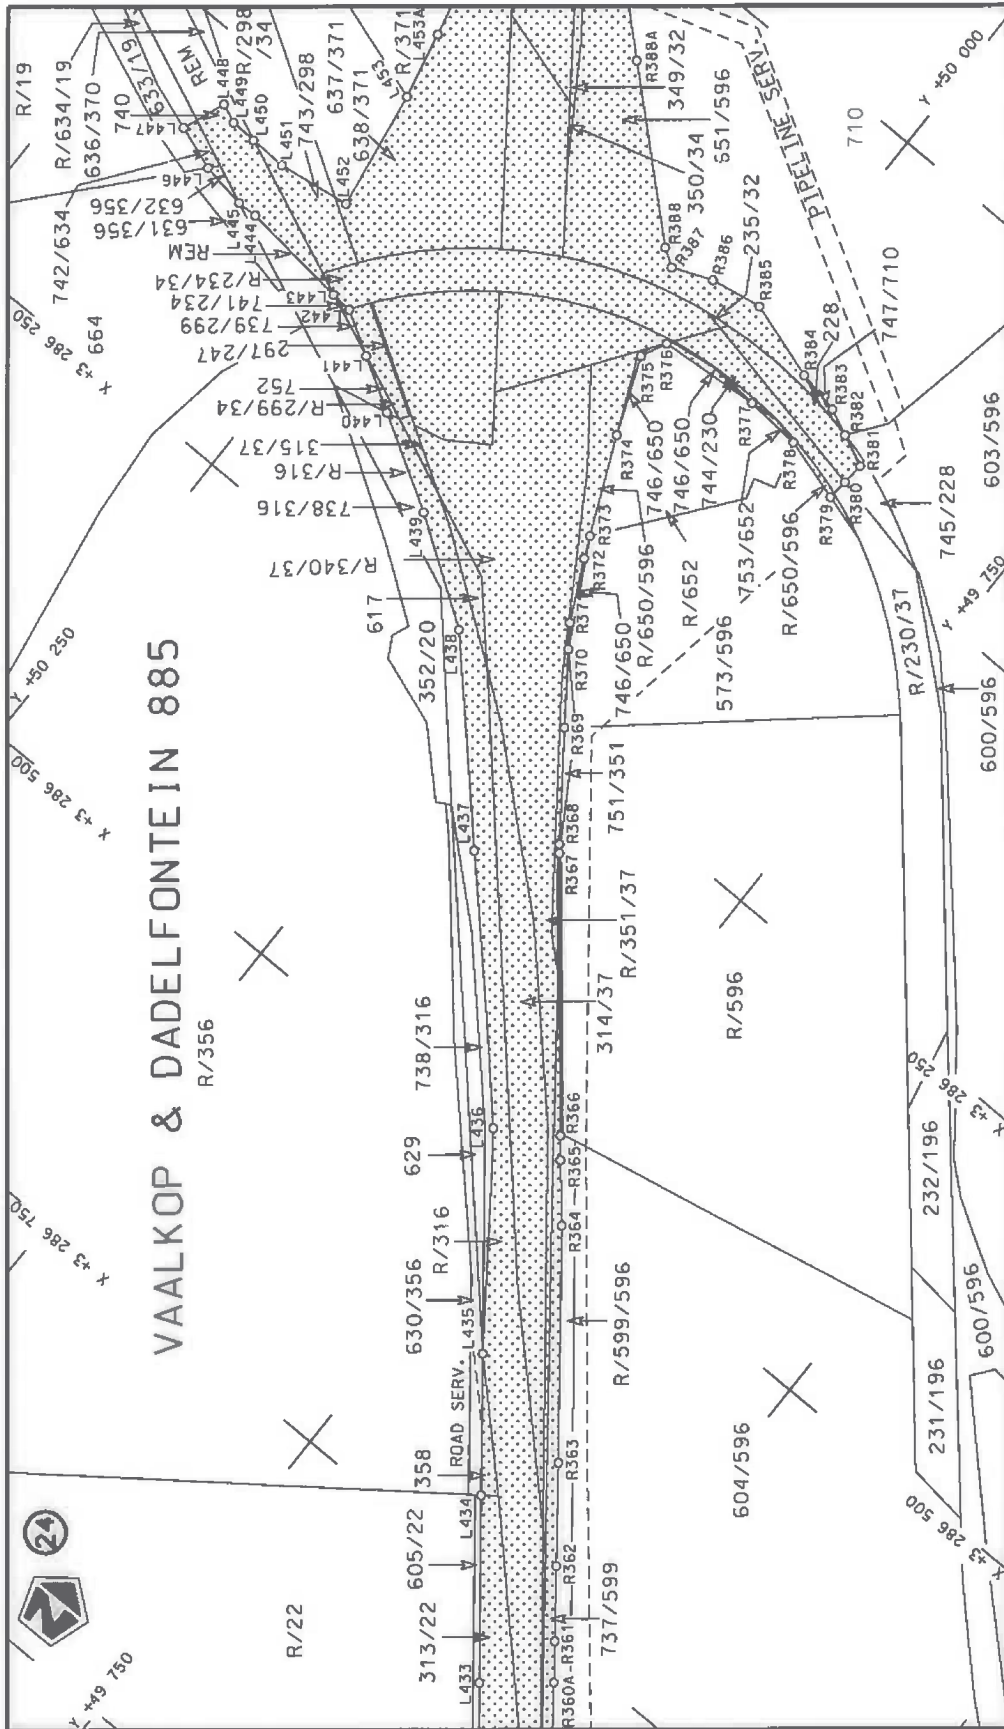 24
VAALKOP & DADELFONTEIN 885
R/356
Y +49 750
X +3 286 750
X +3 286 500
Y +50 250
X +3 286 250
R/22
313/22
605/22
358
ROAD SERV.
630/356
R/316
629
738/316
352/20
617
R/340/37
738/316
R/316
315/37
R/299/34
752
297/247
739/299
741/234
R/234/34
REM
631/356
632/356
742/634
664
R/19
R/634/19
636/370
740
633/19
REM
R/298
/34
743/298
637/371
638/371
R/371
L433
L434
L435
L436
L437
L438
L439
L440
L441
L442
L443
L444
L445
L446
L447
L448
L449
L450
L451
L452
L453
L453A
R360A
R361
R362
R363
R364
R365
R366
R367
R368
R369
R370
R371
R372
R373
R374
R375
R376
R377
R378
R379
R380
R381
R382
R383
R384
R385
R386
R387
R388
R388A
737/599
604/596
R/599/596
314/37
R/351/37
751/351
R/596
746/650
R/650/596
R/652
573/596
746/650
746/650
744/230
753/652
R/650/596
349/32
651/596
350/34
235/32
PIPELINE SERV.
710
228
747/710
603/596
745/228
R/230/37
600/596
232/196
231/196
600/596
Y +50 000
Y +49 750
X +3 286 250
X +3 286 500